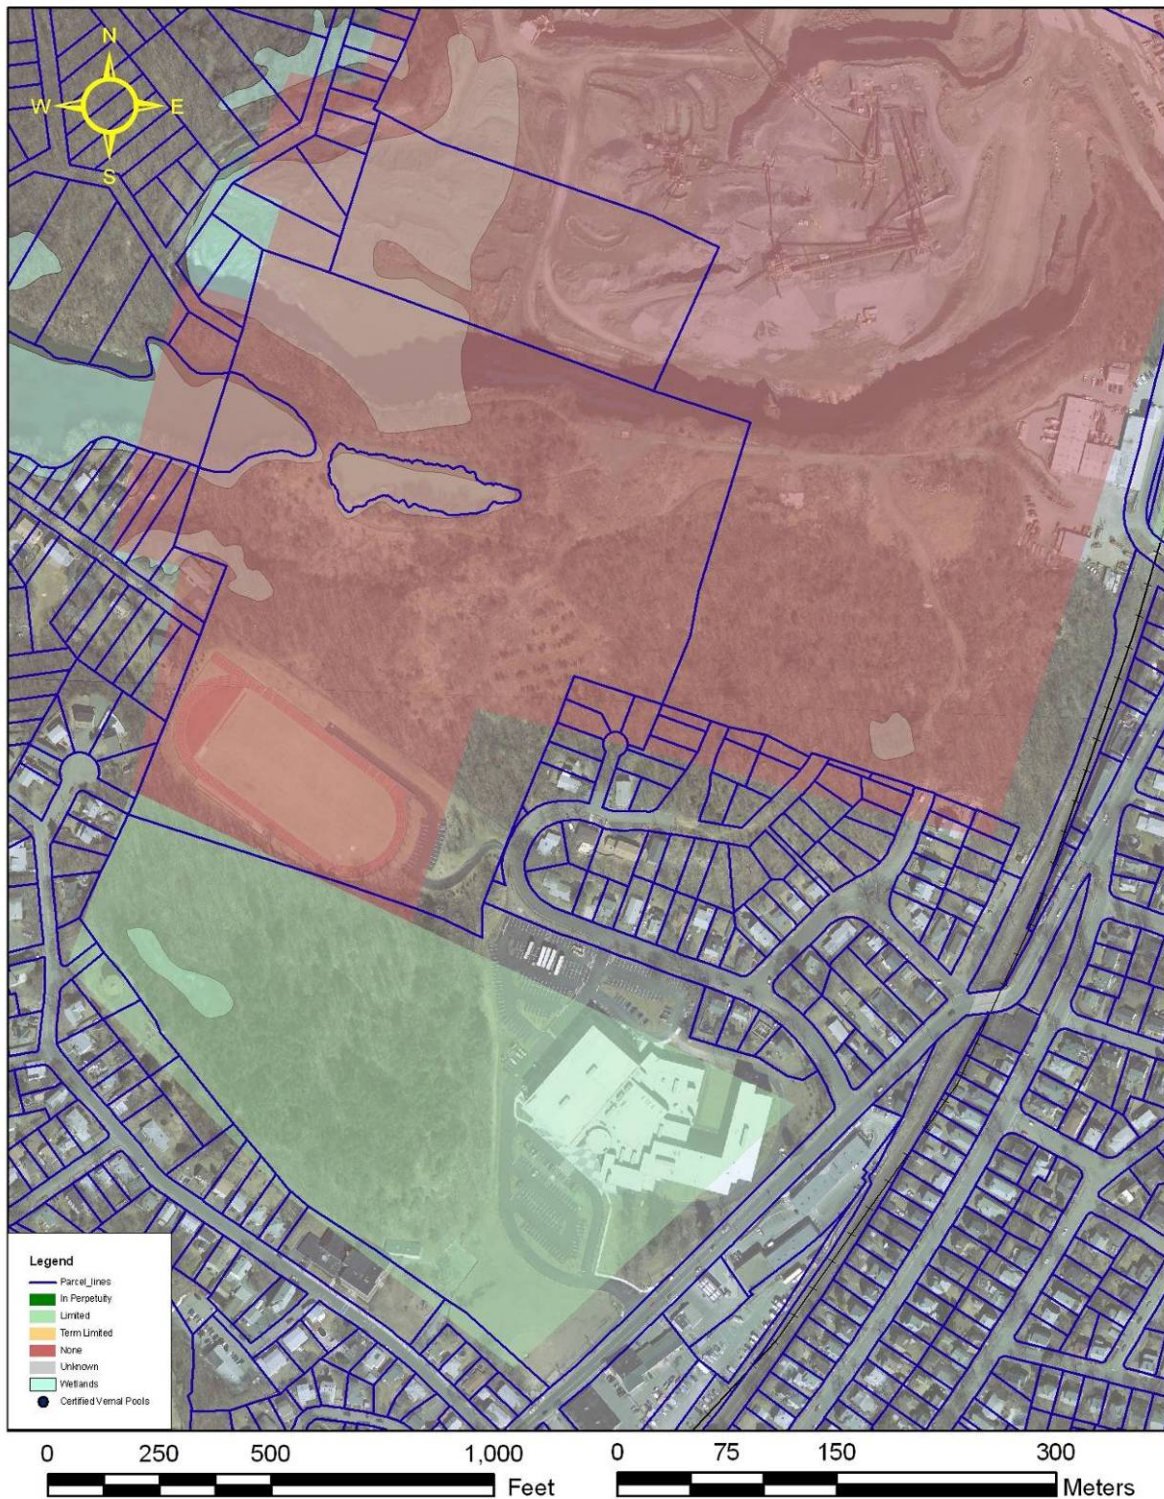 N
W E
S
Legend
Parcel_lines
In Perpetuity
Limited
Term Limited
None
Unknown
Wetlands
Certified Vernal Pools
0 250 500 1,000 Feet
0 75 150 300 Meters